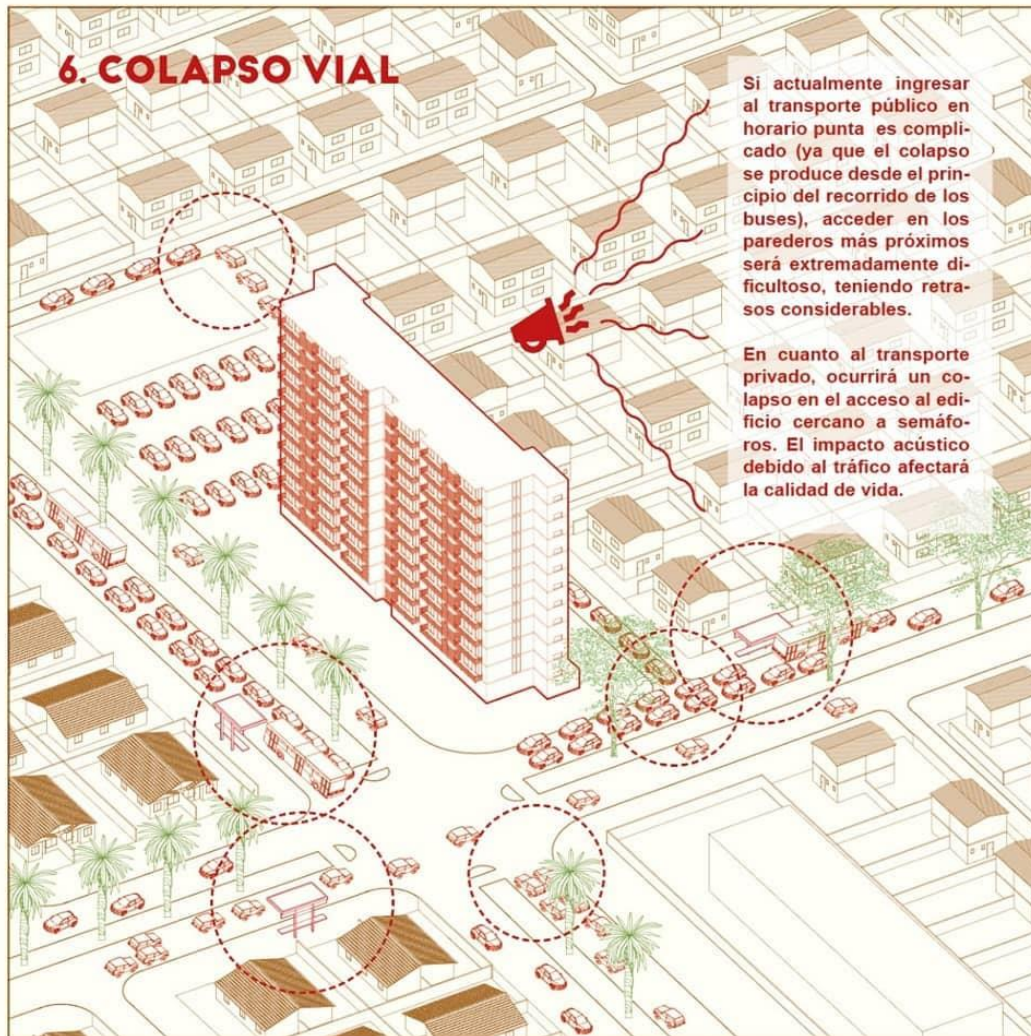 6. COLAPSO VIAL
Si actualmente ingresar
al transporte público en
horario punta es compli-
cado (ya que el colapso
se produce desde el prin-
cipio del recorrido de los
buses), acceder en los
parederos más próximos
será extremadamente di-
ficultoso, teniendo retra-
sos considerables.
En cuanto al transporte
privado, ocurrirá un co-
lapso en el acceso al edi-
ficio cercano a semáfo-
ros. El impacto acústico
debido al tráfico afectará
la calidad de vida.